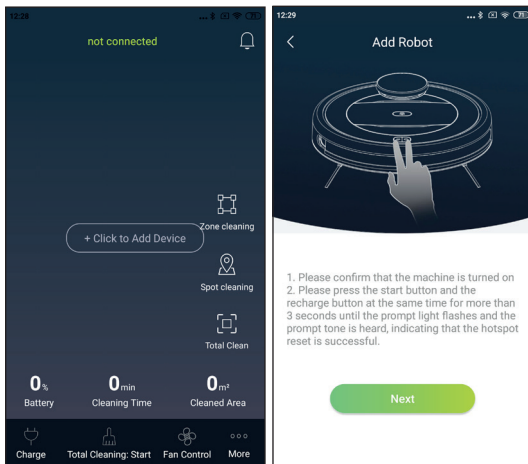 12:28
not connected
+ Click to Add Device
Zone cleaning
Spot cleaning
Total Clean
0% 0min 0m²
Battery Cleaning Time Cleaned Area
Charge Total Cleaning: Start Fan Control More
12:29
Add Robot
1. Please confirm that the machine is turned on
2. Please press the start button and the
recharge button at the same time for more than
3 seconds until the prompt light flashes and the
prompt tone is heard, indicating that the hotspot
reset is successful.
Next